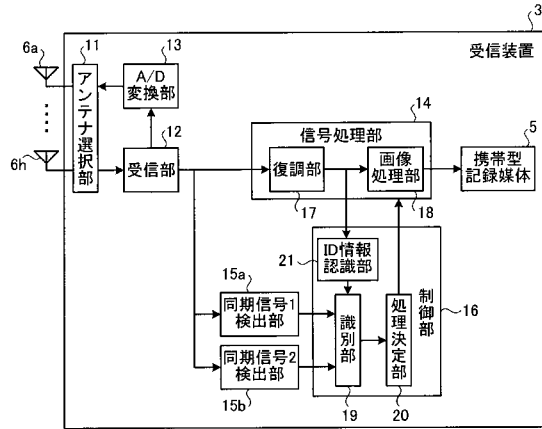 3
受信装置
6a
11
13
アンテナ選択部
A/D
変換部
12
受信部
6h
14
信号処理部
復調部
17
画像
処理部
18
5
携帯型
記録媒体
21
ID情報
認識部
15a
同期信号1
検出部
同期信号2
検出部
15b
識別部
19
処理決定部
20
制御部
16